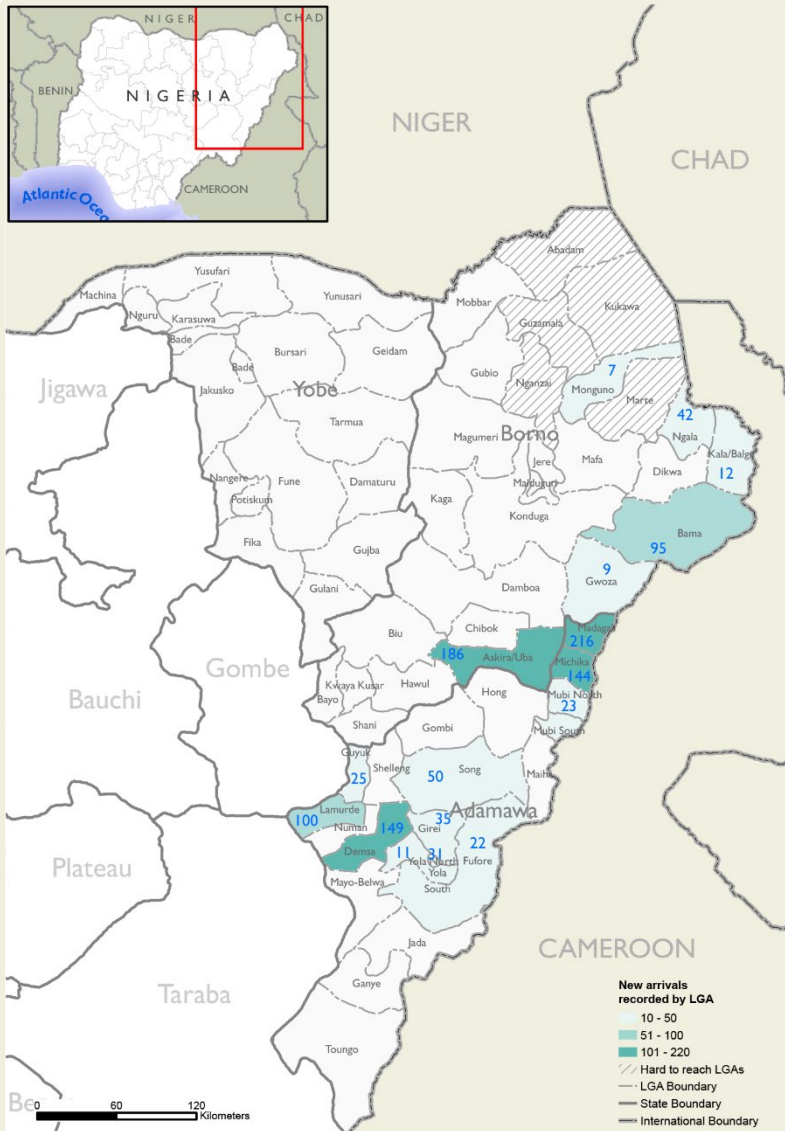 NIGER
CHAD
BENIN
NIGERIA
CAMEROON
Atlantic Ocea
NIGER
CHAD
Abadam
Yusufari
Machina
Yunusari
Mobbar
Kukawa
Nguru
Karasuwa
Guzamala
Bade
Bursari
Geidam
Gubio
7
Jigawa
Bade
Nganzai
Monguno
Jakusko
Yobe
Marte
42
Tarmua
Magumeri
Borno
Ngala
Kala/Balge
Jere
Mafa
Dikwa
12
Nangere
Fune
Damaturu
Maiduguri
Potiskum
Kaga
Konduga
Bama
Fika
Gujba
95
9
Gulani
Damboa
Gwoza
Chibok
Madagali
Biu
216
186
Askira/Uba
Michika
Gombe
144
Kwaya Kusar
Hawul
Hong
Mubi North
Bauchi
Bayo
23
Shani
Gombi
Mubi South
Guyuk
Shelleng
Song
Maiha
25
50
Lamurde
Adamawa
100
Numan
149
35
Girei
22
Plateau
Demsa
11
31
Fufore
Yola North
Yola
Mayo-Belwa
South
Jada
CAMEROON
Taraba
Ganye
Toungo
New arrivals
recorded by LGA
10 - 50
51 - 100
101 - 220
Hard to reach LGAs
LGA Boundary
State Boundary
International Boundary
0 60 120
Kilometers